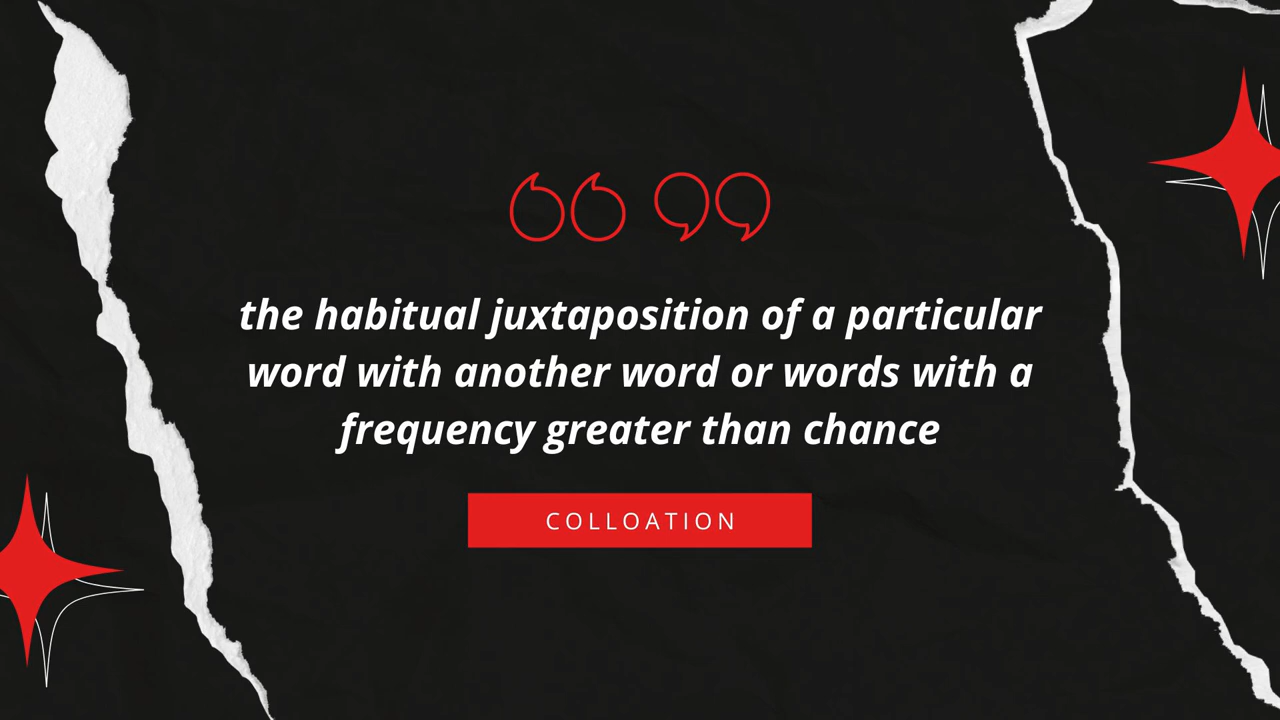 the habitual juxtaposition of a particular
word with another word or words with a
frequency greater than chance
COLLOATION